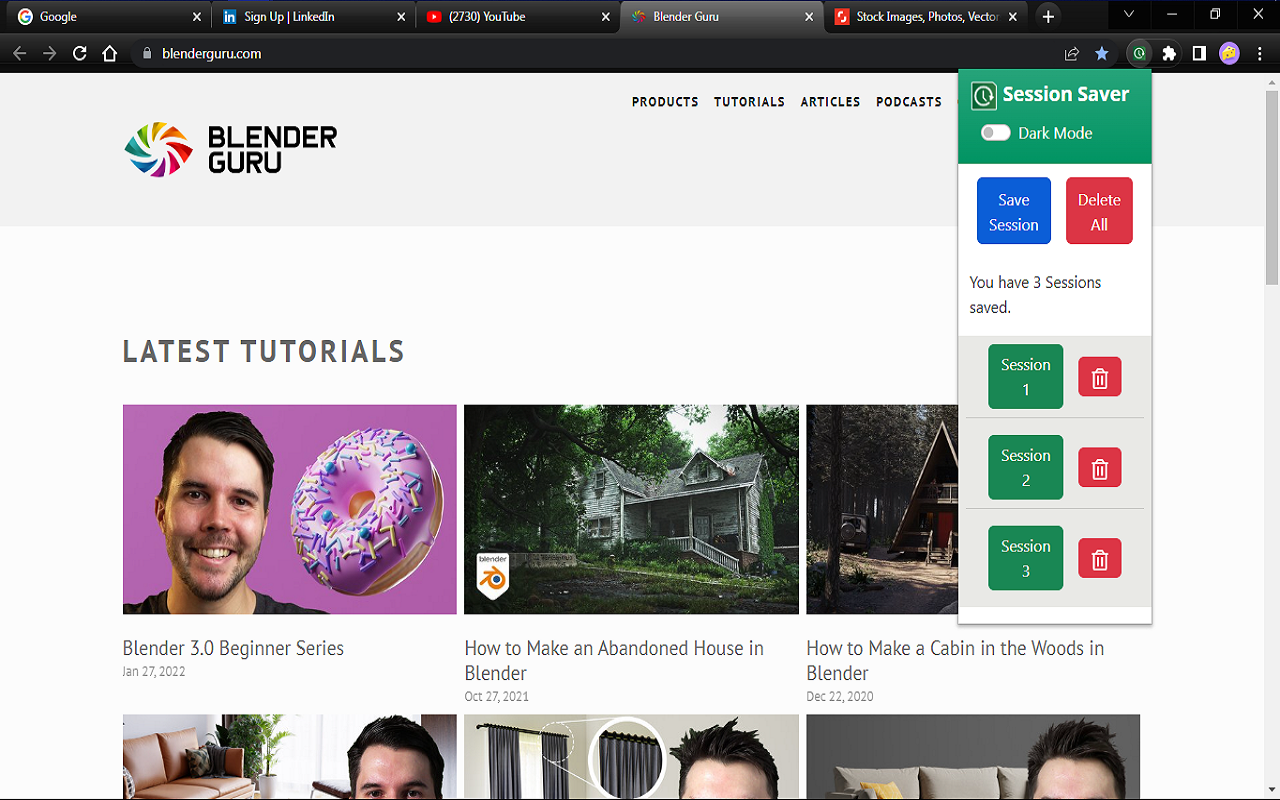 Google
Sign Up | LinkedIn
(2730) YouTube
Blender Guru
Stock Images, Photos, Vector
blenderguru.com
PRODUCTS TUTORIALS ARTICLES PODCASTS
BLENDER
GURU
Session Saver
Dark Mode
Save
Session
Delete
All
You have 3 Sessions
saved.
Session
1
Session
2
Session
3
LATEST TUTORIALS
blender
Blender 3.0 Beginner Series
Jan 27, 2022
How to Make an Abandoned House in
Blender
Oct 27, 2021
How to Make a Cabin in the Woods in
Blender
Dec 22, 2020